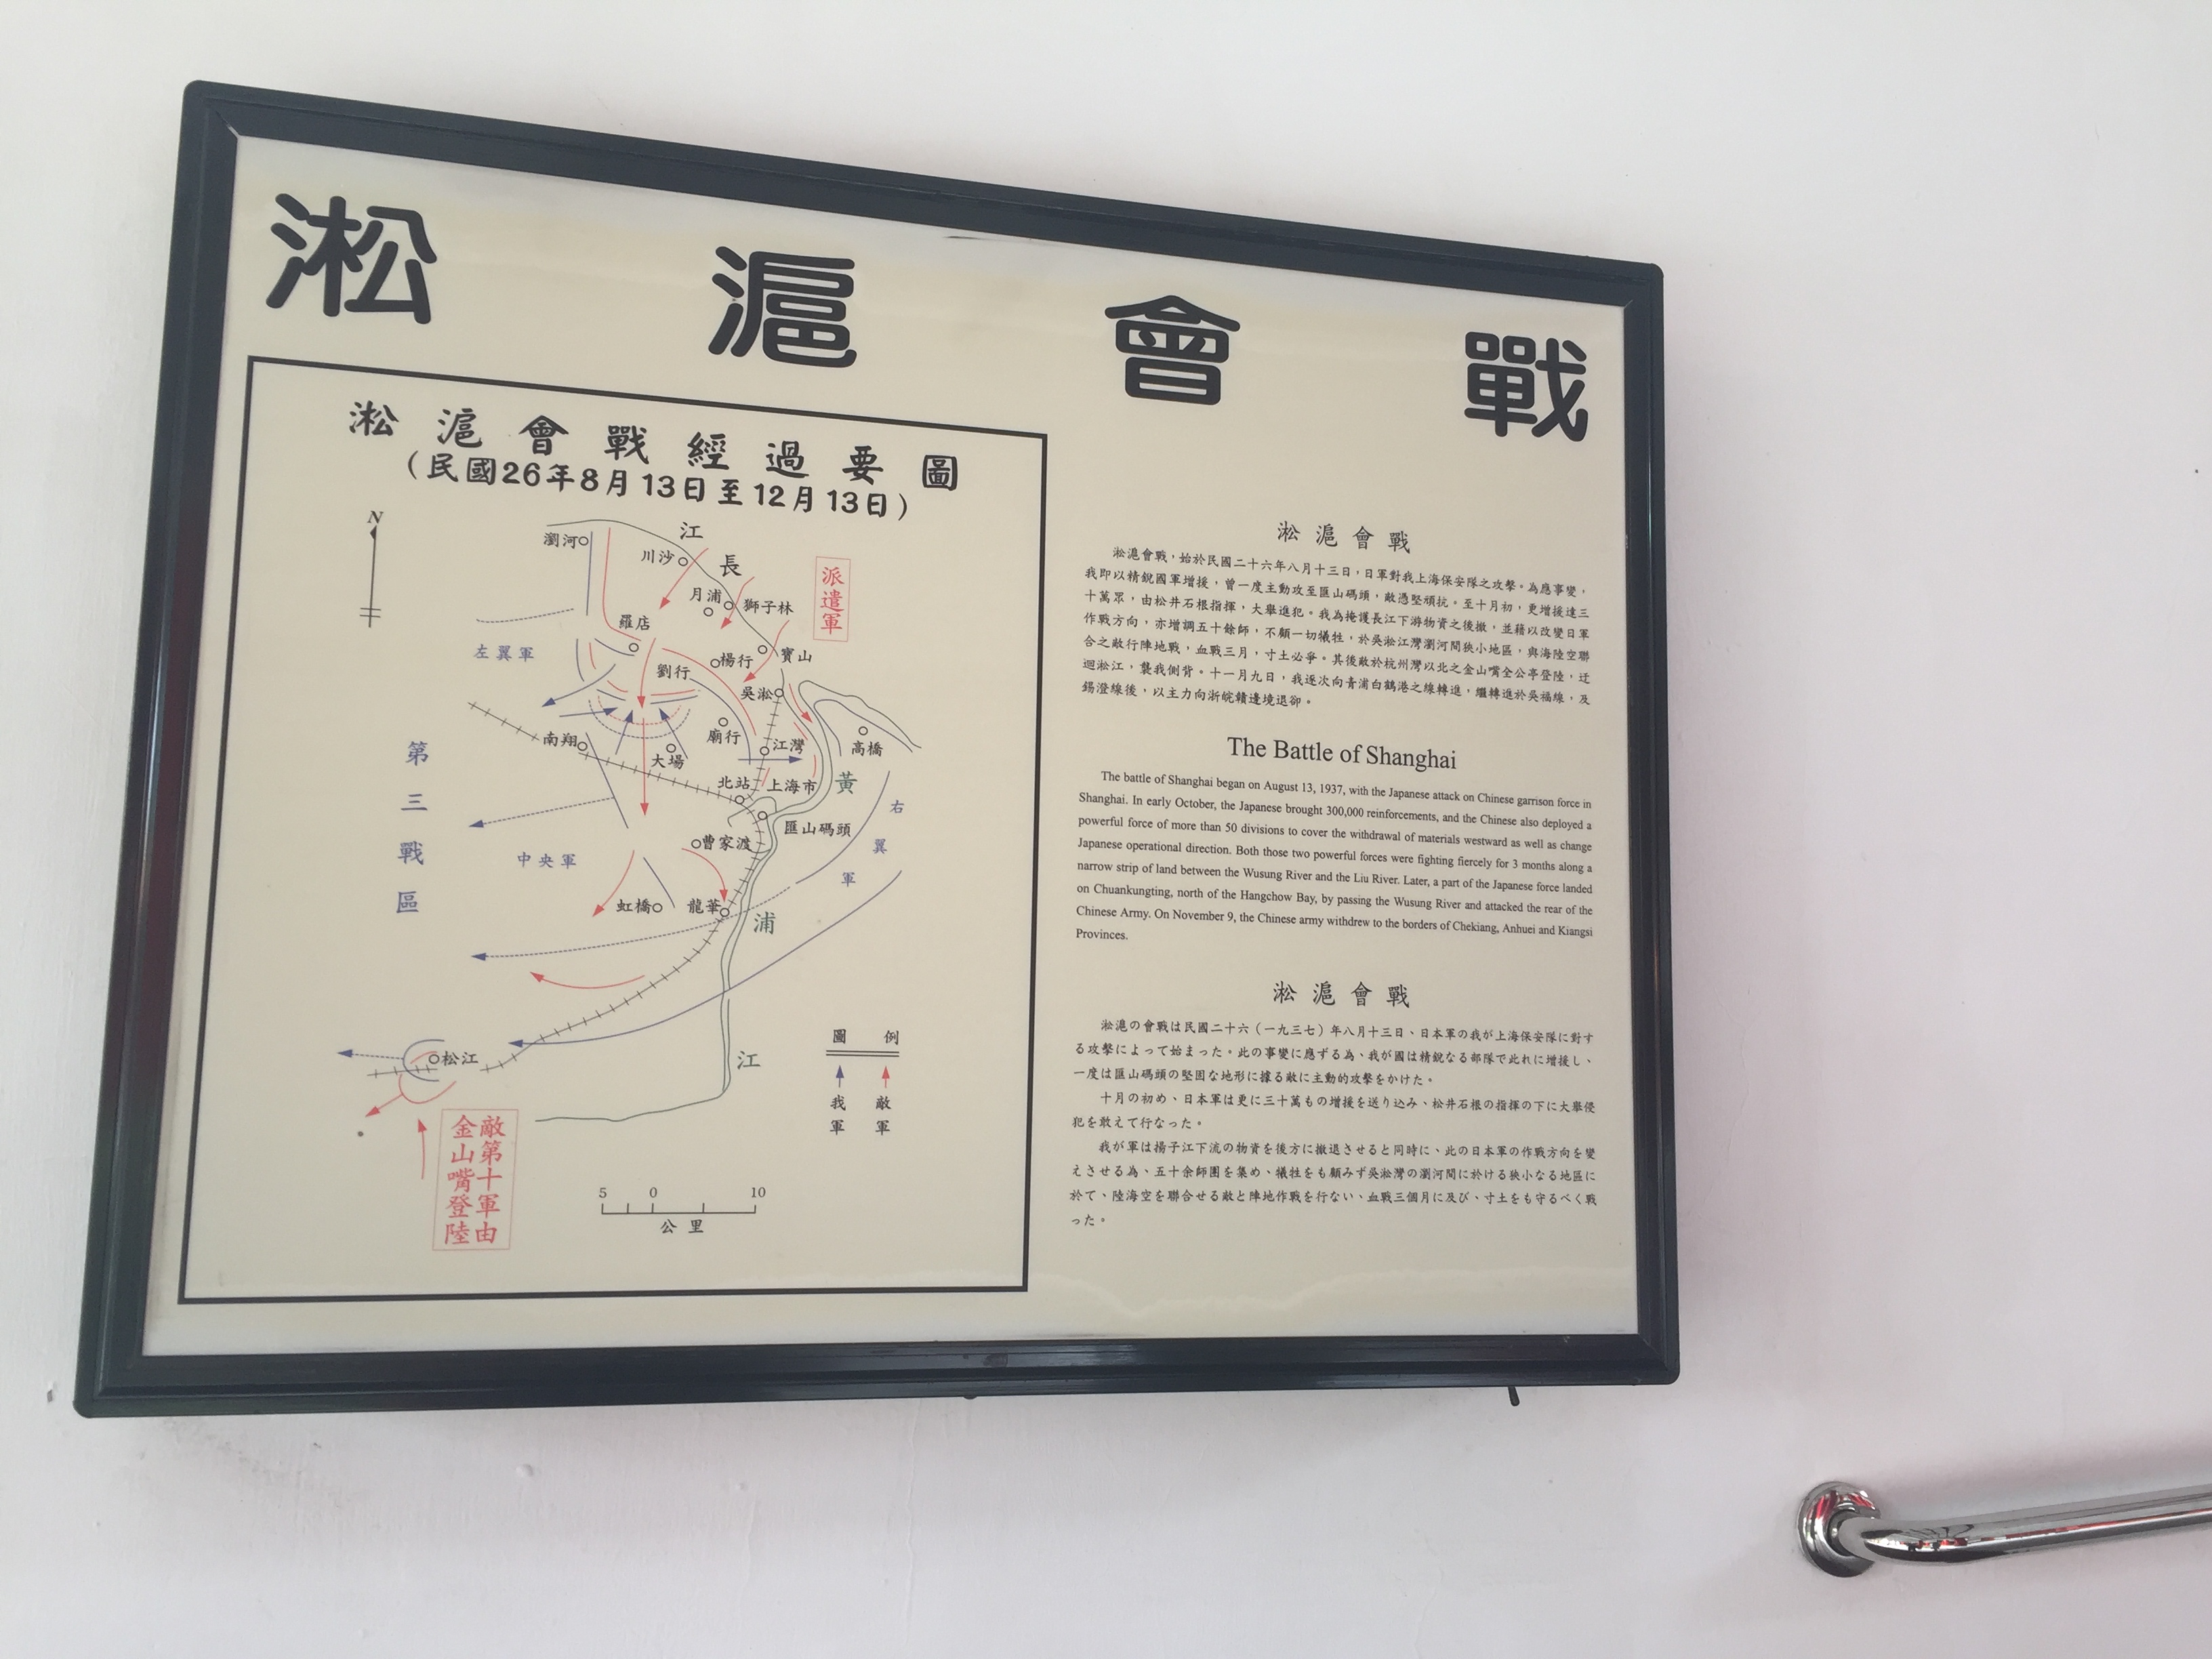 淞滬會戰
淞滬會戰經過要圖
（民國26年8月13日至12月13日）
N
瀏河
川沙
江
長
派遣軍
月浦
獅子林
羅店
左翼軍
楊行
寶山
劉行
吳淞
廟行
江灣
高橋
南翔
大場
第三戰區
北站
上海市
黃
右翼軍
匯山碼頭
曹家渡
中央軍
虹橋
龍華
浦
松江
江
圖例
我軍
敵軍
敵第十軍由
金山嘴登陸
5 0 10
公里
淞滬會戰
淞滬會戰，始於民國二十六年八月十三日，日軍對我上海保安隊之攻擊。為應事變，
我即以精銳國軍增援，曾一度主動攻至匯山碼頭，敵憑堅頑抗。至十月初，更增援達三
十萬眾，由松井石根指揮，大舉進犯。我為掩護長江下游物資之後撤，並藉以改變日軍
作戰方向，亦增調五十餘師，不顧一切犧牲，於吳淞江灣瀏河間狹小地區，與海陸空聯
合之敵行陣地戰，血戰三月，寸土必爭。其後敵於杭州灣以北之金山嘴全公亭登陸，迂
迴淞江，襲我側背。十一月九日，我逐次向青浦白鶴港之線轉進，繼轉進於吳福線，及
錫澄線後，以主力向浙皖贛邊境退卻。
The Battle of Shanghai
The battle of Shanghai began on August 13, 1937, with the Japanese attack on Chinese garrison force in
Shanghai. In early October, the Japanese brought 300,000 reinforcements, and the Chinese also deployed a
powerful force of more than 50 divisions to cover the withdrawal of materials westward as well as change
Japanese operational direction. Both those two powerful forces were fighting fiercely for 3 months along a
narrow strip of land between the Wusung River and the Liu River. Later, a part of the Japanese force landed
on Chuankungting, north of the Hangchow Bay, by passing the Wusung River and attacked the rear of the
Chinese Army. On November 9, the Chinese army withdrew to the borders of Chekiang, Anhuei and Kiangsi
Provinces.
淞滬會戰
淞滬の會戰は民國二十六（一九三七）年八月十三日、日本軍の我が上海保安隊に對す
る攻擊によって始まった。此の事變に應ずる為、我が國は精銳なる部隊で此れに增援し、
一度は匯山碼頭の堅固な地形に據る敵に主動的攻擊をかけた。
十月の初め、日本軍は更に三十萬もの增援を送り込み、松井石根の指揮の下に大舉侵
犯を敢えて行なった。
我が軍は揚子江下流の物資を後方に撤退させると同時に、此の日本軍の作戰方向を變
えさせる為、五十余師團を集め、犧牲をも顧みず吳淞灣の瀏河間に於ける狹小なる地區に
於て、陸海空を聯合せる敵と陣地作戰を行ない、血戰三個月に及び、寸土をも守るべく戰
った。